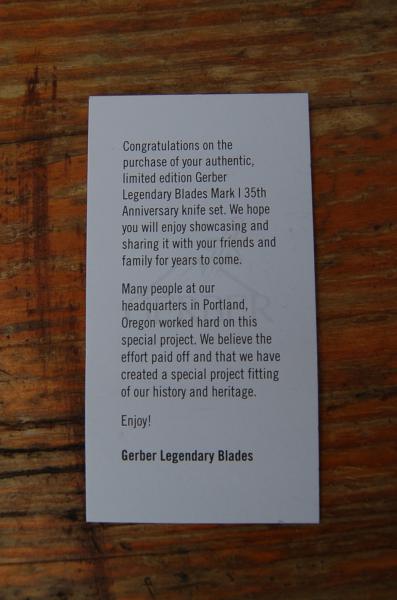 Congratulations on the
purchase of your authentic,
limited edition Gerber
Legendary Blades Mark I 35th
Anniversary knife set. We hope
you will enjoy showcasing and
sharing it with your friends and
family for years to come.
Many people at our
headquarters in Portland,
Oregon worked hard on this
special project. We believe the
effort paid off and that we have
created a special project fitting
of our history and heritage.
Enjoy!
Gerber Legendary Blades